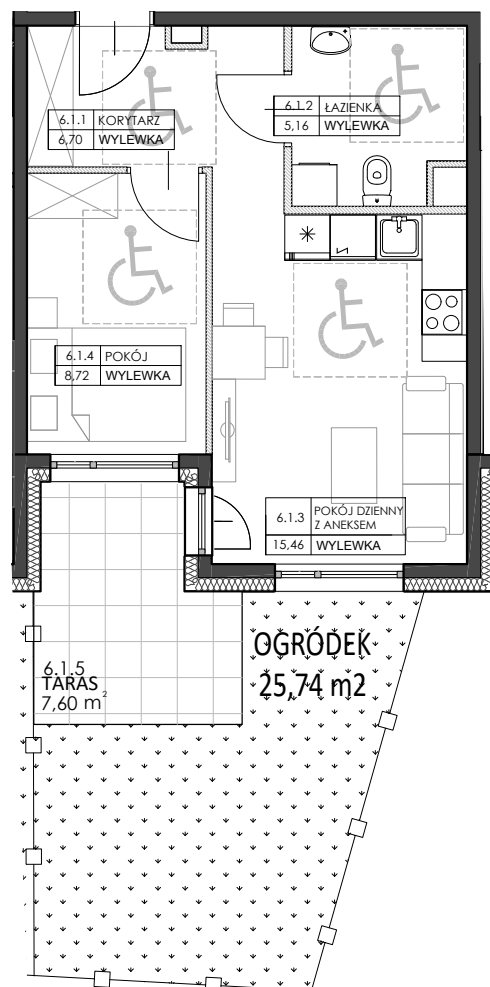 6.1.1 KORYTARZ
6,70 WYLEWKA
6.1.2 ŁAZIENKA
5,16 WYLEWKA
6.1.4 POKÓJ
8,72 WYLEWKA
6.1.3 POKÓJ DZIENNY
Z ANEKSEM
15,46 WYLEWKA
OGRÓDEK
25,74 m2
6.1.5
TARAS
7,60 m²